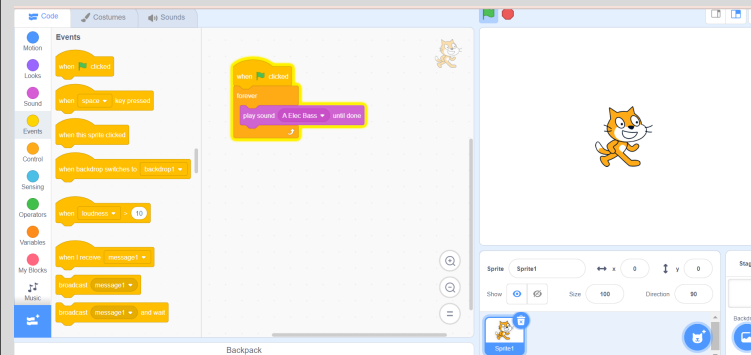 Code Costumes Sounds
Motion
Looks
Sound
Events
Control
Sensing
Operators
Variables
My Blocks
Music
Events
when clicked
when space key pressed
when this sprite clicked
when backdrop switches to backdrop1
when loudness > 10
when I receive message1
broadcast message1
broadcast message1 and wait
when clicked
forever
play sound A Elec Bass until done
Backpack
Sprite Sprite1 x 0 y 0
Show Size 100 Direction 90
Sprite1
Stag
Backdr